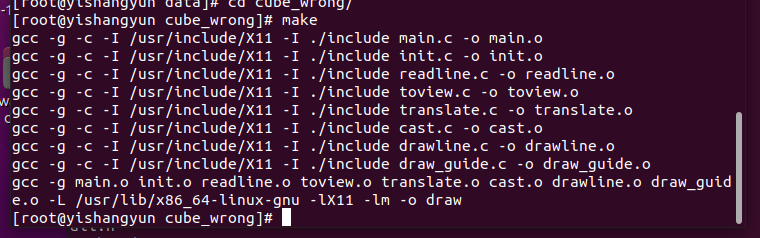 [root@yishangyun data]# cd cube_wrong/
[root@yishangyun cube_wrong]# make
gcc -g -c -I /usr/include/X11 -I ./include main.c -o main.o
gcc -g -c -I /usr/include/X11 -I ./include init.c -o init.o
gcc -g -c -I /usr/include/X11 -I ./include readline.c -o readline.o
gcc -g -c -I /usr/include/X11 -I ./include toview.c -o toview.o
gcc -g -c -I /usr/include/X11 -I ./include translate.c -o translate.o
gcc -g -c -I /usr/include/X11 -I ./include cast.c -o cast.o
gcc -g -c -I /usr/include/X11 -I ./include drawline.c -o drawline.o
gcc -g -c -I /usr/include/X11 -I ./include draw_guide.c -o draw_guide.o
gcc -g main.o init.o readline.o toview.o translate.o cast.o drawline.o draw_guid
e.o -L /usr/lib/x86_64-linux-gnu -lX11 -lm -o draw
[root@yishangyun cube_wrong]#